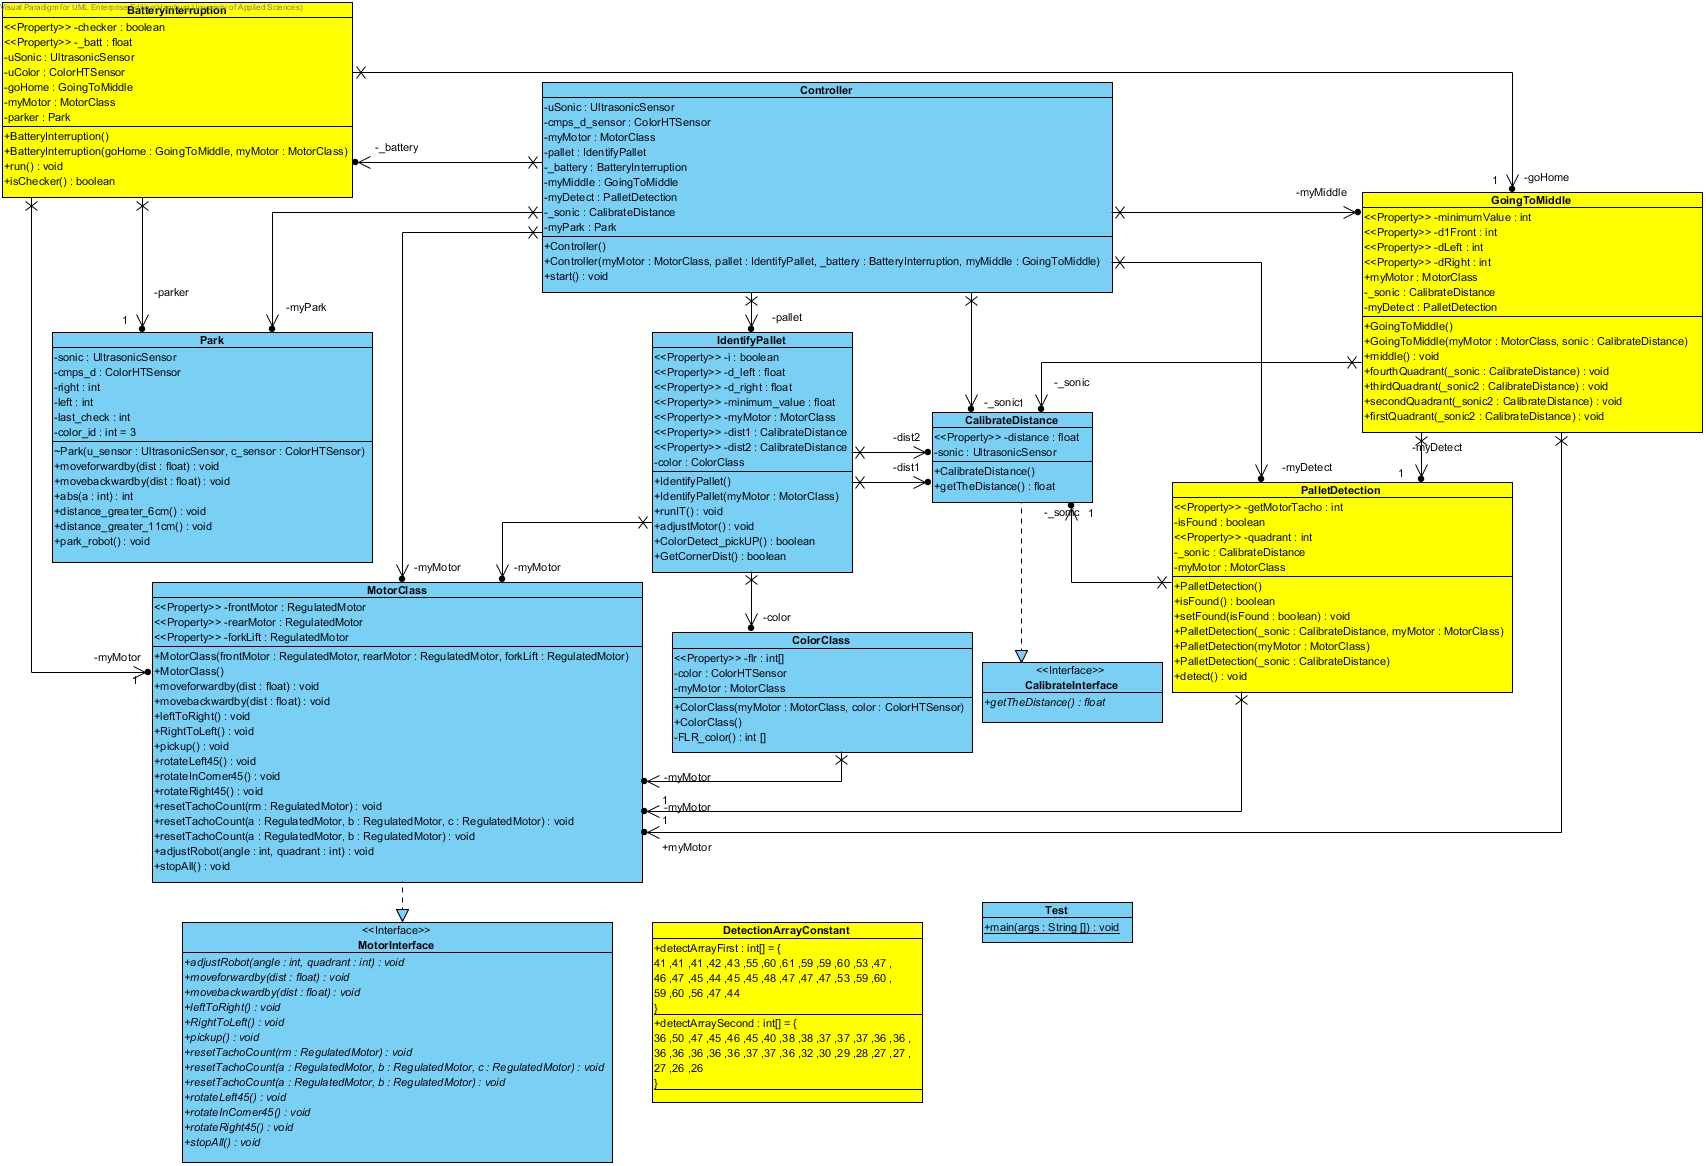 Visual Paradigm for UML Enterprise Edition(Hamburg University of Applied Sciences)
BatteryInterruption
<<Property>> -checker : boolean
<<Property>> -_batt : float
-uSonic : UltrasonicSensor
-uColor : ColorHTSensor
-goHome : GoingToMiddle
-myMotor : MotorClass
-parker : Park
+BatteryInterruption()
+BatteryInterruption(goHome : GoingToMiddle, myMotor : MotorClass)
+run() : void
+isChecker() : boolean
Controller
-uSonic : UltrasonicSensor
-cmps_d_sensor : ColorHTSensor
-myMotor : MotorClass
-pallet : IdentifyPallet
-_battery : BatteryInterruption
-myMiddle : GoingToMiddle
-myDetect : PalletDetection
-_sonic : CalibrateDistance
-myPark : Park
+Controller()
+Controller(myMotor : MotorClass, pallet : IdentifyPallet, _battery : BatteryInterruption, myMiddle : GoingToMiddle)
+start() : void
-_battery
-myMiddle
1
-goHome
GoingToMiddle
<<Property>> -minimumValue : int
<<Property>> -d1Front : int
<<Property>> -dLeft : int
<<Property>> -dRight : int
+myMotor : MotorClass
-_sonic : CalibrateDistance
-myDetect : PalletDetection
+GoingToMiddle()
+GoingToMiddle(myMotor : MotorClass, sonic : CalibrateDistance)
+middle() : void
+fourthQuadrant(_sonic : CalibrateDistance) : void
+thirdQuadrant(_sonic2 : CalibrateDistance) : void
+secondQuadrant(_sonic2 : CalibrateDistance) : void
+firstQuadrant(_sonic2 : CalibrateDistance) : void
-parker
1
-myPark
-pallet
Park
-sonic : UltrasonicSensor
-cmps_d : ColorHTSensor
-right : int
-left : int
-last_check : int
-color_id : int = 3
~Park(u_sensor : UltrasonicSensor, c_sensor : ColorHTSensor)
+moveforwardby(dist : float) : void
+movebackwardby(dist : float) : void
+abs(a : int) : int
+distance_greater_6cm() : void
+distance_greater_11cm() : void
+park_robot() : void
IdentifyPallet
<<Property>> -i : boolean
<<Property>> -d_left : float
<<Property>> -d_right : float
<<Property>> -minimum_value : float
<<Property>> -myMotor : MotorClass
<<Property>> -dist1 : CalibrateDistance
<<Property>> -dist2 : CalibrateDistance
-color : ColorClass
+IdentifyPallet()
+IdentifyPallet(myMotor : MotorClass)
+runIT() : void
+adjustMotor() : void
+ColorDetect_pickUP() : boolean
+GetCornerDist() : boolean
-_sonic
-_sonic
1
-dist2
-dist1
CalibrateDistance
<<Property>> -distance : float
-sonic : UltrasonicSensor
+CalibrateDistance()
+getTheDistance() : float
-_sonic
1
-myDetect
-myDetect
1
PalletDetection
<<Property>> -getMotorTacho : int
-isFound : boolean
<<Property>> -quadrant : int
-_sonic : CalibrateDistance
-myMotor : MotorClass
+PalletDetection()
+isFound() : boolean
+setFound(isFound : boolean) : void
+PalletDetection(_sonic : CalibrateDistance, myMotor : MotorClass)
+PalletDetection(myMotor : MotorClass)
+PalletDetection(_sonic : CalibrateDistance)
+detect() : void
-myMotor
-myMotor
-myMotor
1
MotorClass
<<Property>> -frontMotor : RegulatedMotor
<<Property>> -rearMotor : RegulatedMotor
<<Property>> -forkLift : RegulatedMotor
+MotorClass(frontMotor : RegulatedMotor, rearMotor : RegulatedMotor, forkLift : RegulatedMotor)
+MotorClass()
+moveforwardby(dist : float) : void
+movebackwardby(dist : float) : void
+leftToRight() : void
+RightToLeft() : void
+pickup() : void
+rotateLeft45() : void
+rotateInCorner45() : void
+rotateRight45() : void
+resetTachoCount(rm : RegulatedMotor) : void
+resetTachoCount(a : RegulatedMotor, b : RegulatedMotor, c : RegulatedMotor) : void
+resetTachoCount(a : RegulatedMotor, b : RegulatedMotor) : void
+adjustRobot(angle : int, quadrant : int) : void
+stopAll() : void
-color
ColorClass
<<Property>> -flr : int[]
-color : ColorHTSensor
-myMotor : MotorClass
+ColorClass(myMotor : MotorClass, color : ColorHTSensor)
+ColorClass()
-FLR_color() : int []
<<Interface>>
CalibrateInterface
+getTheDistance() : float
-myMotor
1
-myMotor
1
+myMotor
<<Interface>>
MotorInterface
+adjustRobot(angle : int, quadrant : int) : void
+moveforwardby(dist : float) : void
+movebackwardby(dist : float) : void
+leftToRight() : void
+RightToLeft() : void
+pickup() : void
+resetTachoCount(rm : RegulatedMotor) : void
+resetTachoCount(a : RegulatedMotor, b : RegulatedMotor, c : RegulatedMotor) : void
+resetTachoCount(a : RegulatedMotor, b : RegulatedMotor) : void
+rotateLeft45() : void
+rotateInCorner45() : void
+rotateRight45() : void
+stopAll() : void
DetectionArrayConstant
+detectArrayFirst : int[] = {
41 ,41 ,41 ,42 ,43 ,55 ,60 ,61 ,59 ,59 ,60 ,53 ,47 ,
46 ,47 ,45 ,44 ,45 ,45 ,48 ,47 ,47 ,47 ,53 ,59 ,60 ,
59 ,60 ,56 ,47 ,44
}
+detectArraySecond : int[] = {
36 ,50 ,47 ,45 ,46 ,45 ,40 ,38 ,38 ,37 ,37 ,37 ,36 ,36 ,
36 ,36 ,36 ,36 ,36 ,37 ,37 ,36 ,32 ,30 ,29 ,28 ,27 ,27 ,
27 ,26 ,26
}
Test
+main(args : String []) : void